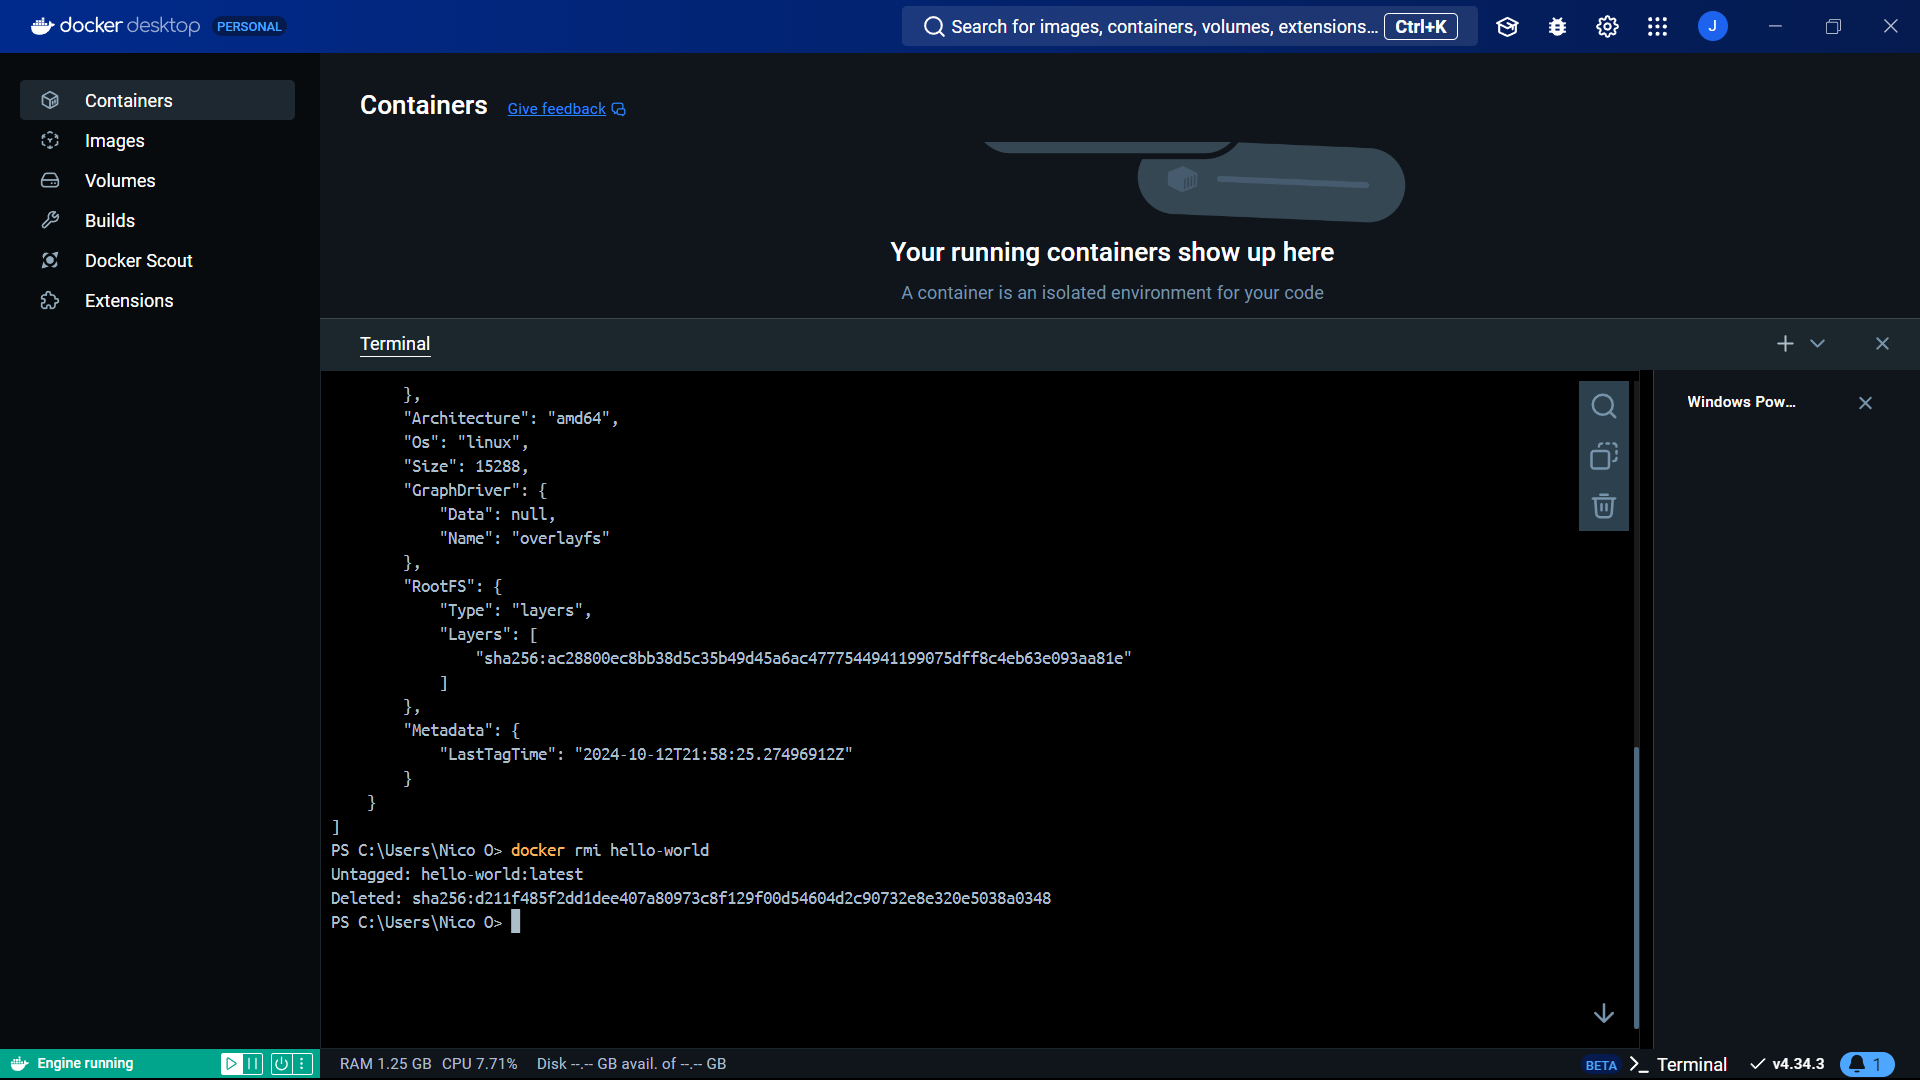 docker desktop PERSONAL
Search for images, containers, volumes, extensions... Ctrl+K
J
Containers
Images
Volumes
Builds
Docker Scout
Extensions
Containers Give feedback
Your running containers show up here
A container is an isolated environment for your code
Terminal
Windows Pow...
        },
        "Architecture": "amd64",
        "Os": "linux",
        "Size": 15288,
        "GraphDriver": {
            "Data": null,
            "Name": "overlayfs"
        },
        "RootFS": {
            "Type": "layers",
            "Layers": [
                "sha256:ac28800ec8bb38d5c35b49d45a6ac4777544941199075dff8c4eb63e093aa81e"
            ]
        },
        "Metadata": {
            "LastTagTime": "2024-10-12T21:58:25.27496912Z"
        }
    }
]
PS C:\Users\Nico O> docker rmi hello-world
Untagged: hello-world:latest
Deleted: sha256:d211f485f2dd1dee407a80973c8f129f00d54604d2c90732e8e320e5038a0348
PS C:\Users\Nico O>
Engine running
RAM 1.25 GB CPU 7.71% Disk --.-- GB avail. of --.-- GB
BETA Terminal v4.34.3 1